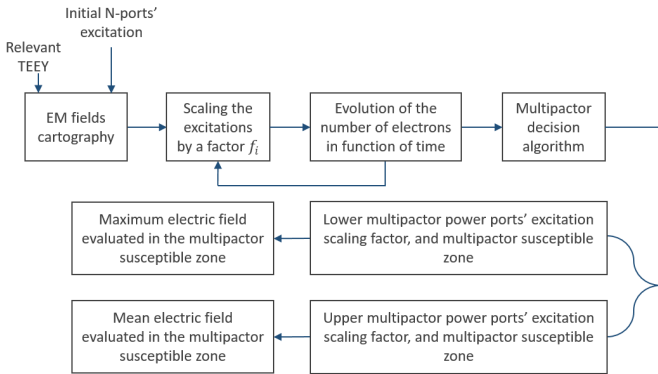 Initial N-ports'
excitation
Relevant
TEEY
EM fields
cartography
Scaling the
excitations
by a factor fᵢ
Evolution of the
number of electrons
in function of time
Multipactor
decision
algorithm
Maximum electric field
evaluated in the multipactor
susceptible zone
Lower multipactor power ports' excitation
scaling factor, and multipactor susceptible
zone
Mean electric field
evaluated in the multipactor
susceptible zone
Upper multipactor power ports' excitation
scaling factor, and multipactor susceptible
zone